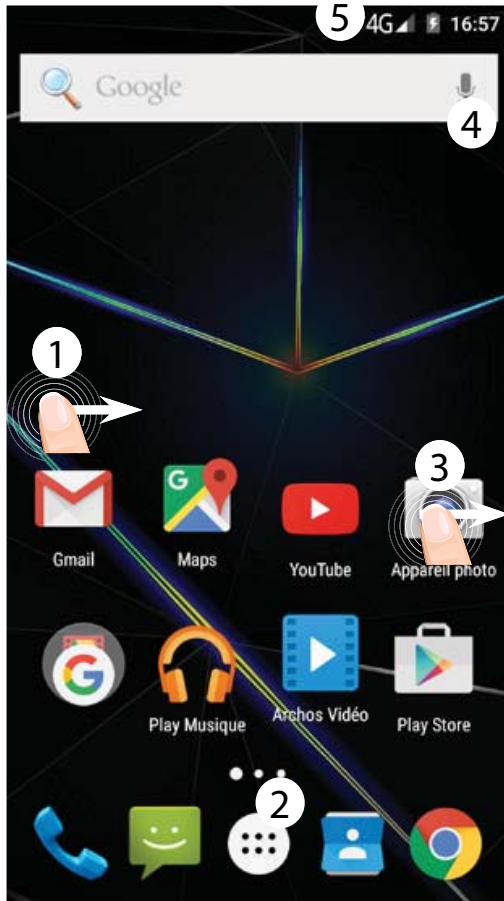 5 4G 16:57
Google
4
1
3
G
Gmail Maps YouTube Appareil photo
G
Play Musique Archos Vidéo Play Store
2